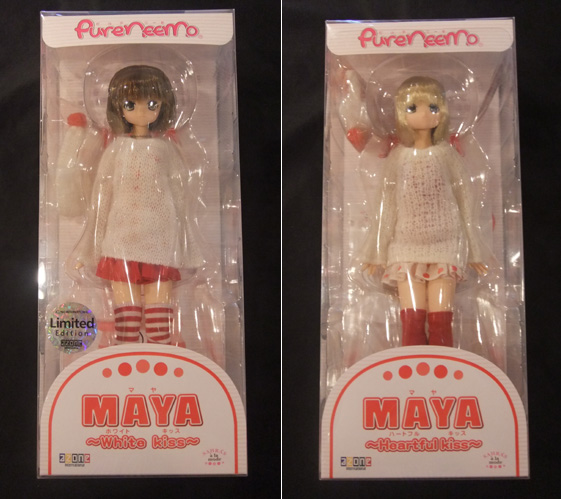 PureNeemo
Limited
Edition
AZONE
マヤ
MAYA
ホワイト キッス
~White kiss~
AZONE
PureNeemo
マヤ
MAYA
ハートフル キッス
~Heartful kiss~
AZONE